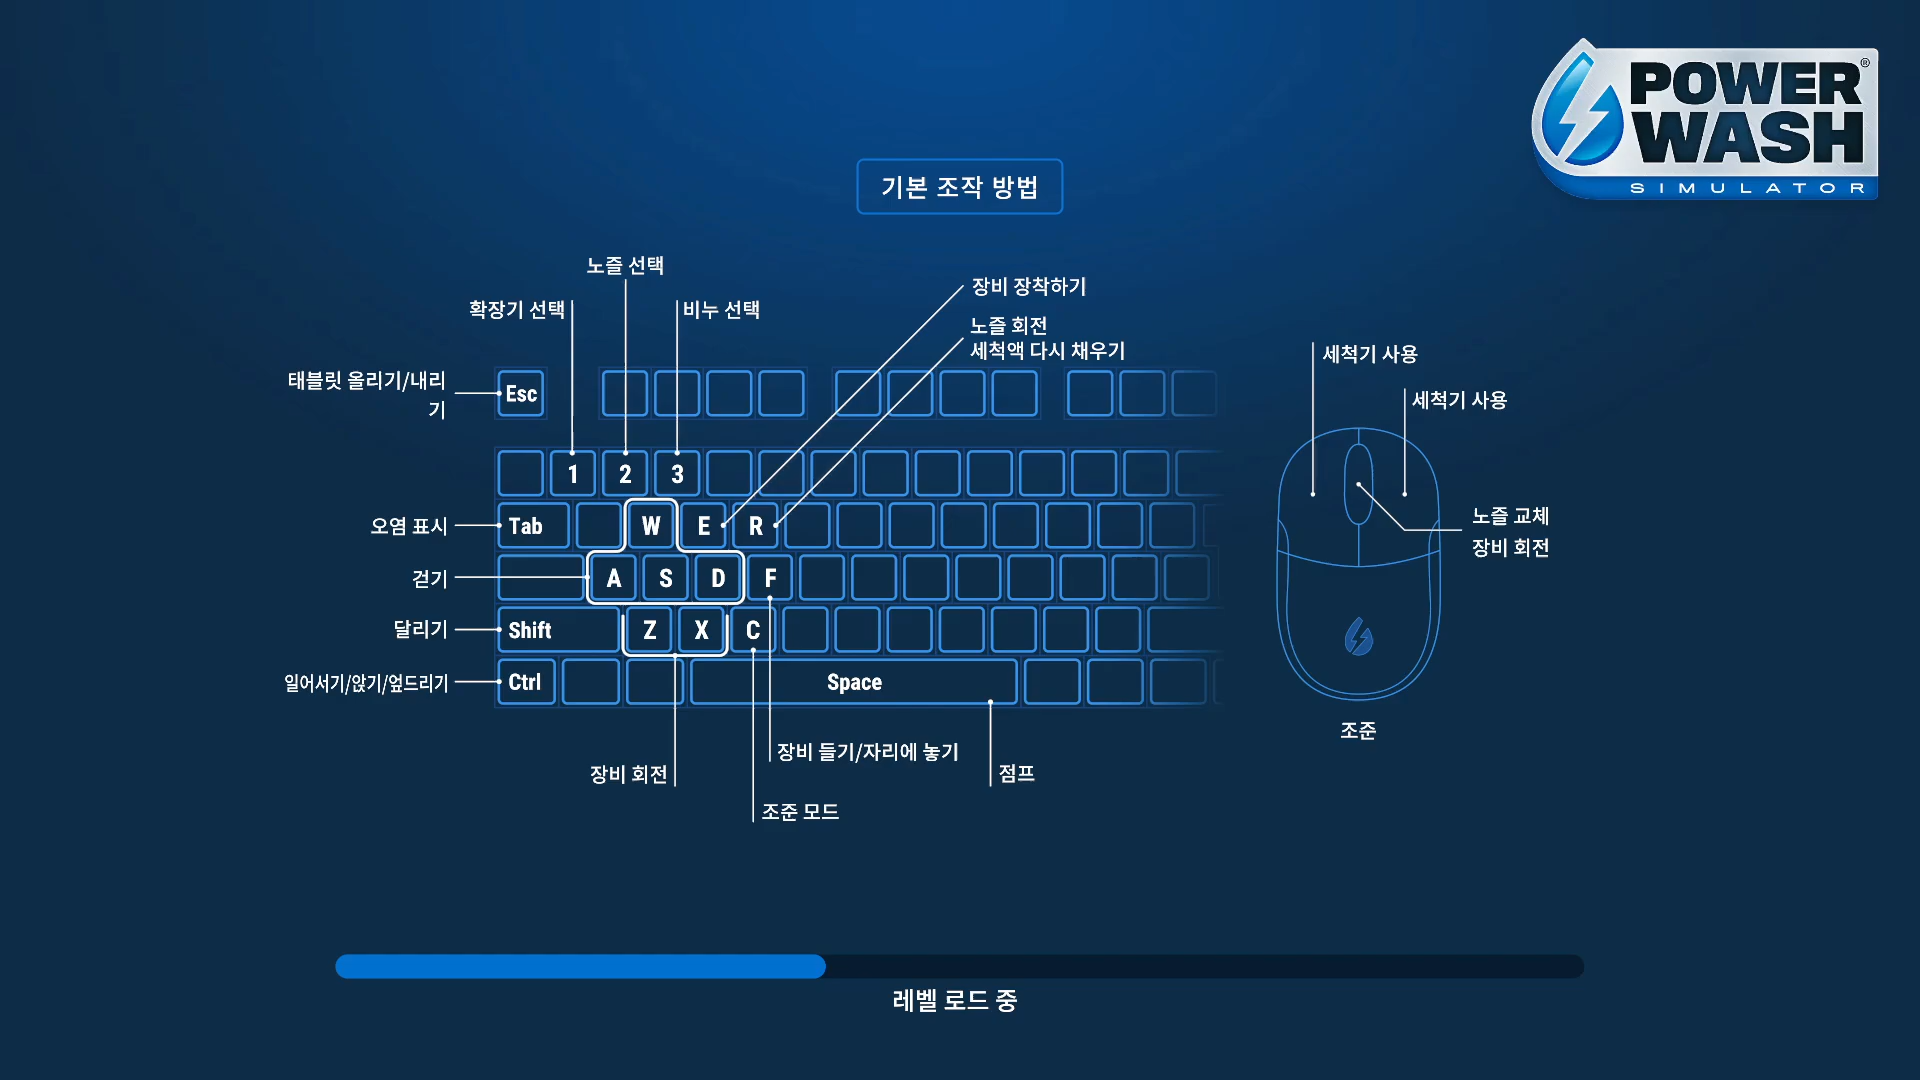 POWER®
WASH
SIMULATOR
기본 조작 방법
노즐 선택
확장기 선택
비누 선택
장비 장착하기
노즐 회전
세척액 다시 채우기
태블릿 올리기/내리
기
Esc
세척기 사용
세척기 사용
1 2 3
오염 표시
Tab W E R
노즐 교체
장비 회전
걷기
A S D F
달리기
Shift Z X C
일어서기/앉기/엎드리기
Ctrl Space
조준
장비 들기/자리에 놓기
장비 회전
점프
조준 모드
레벨 로드 중